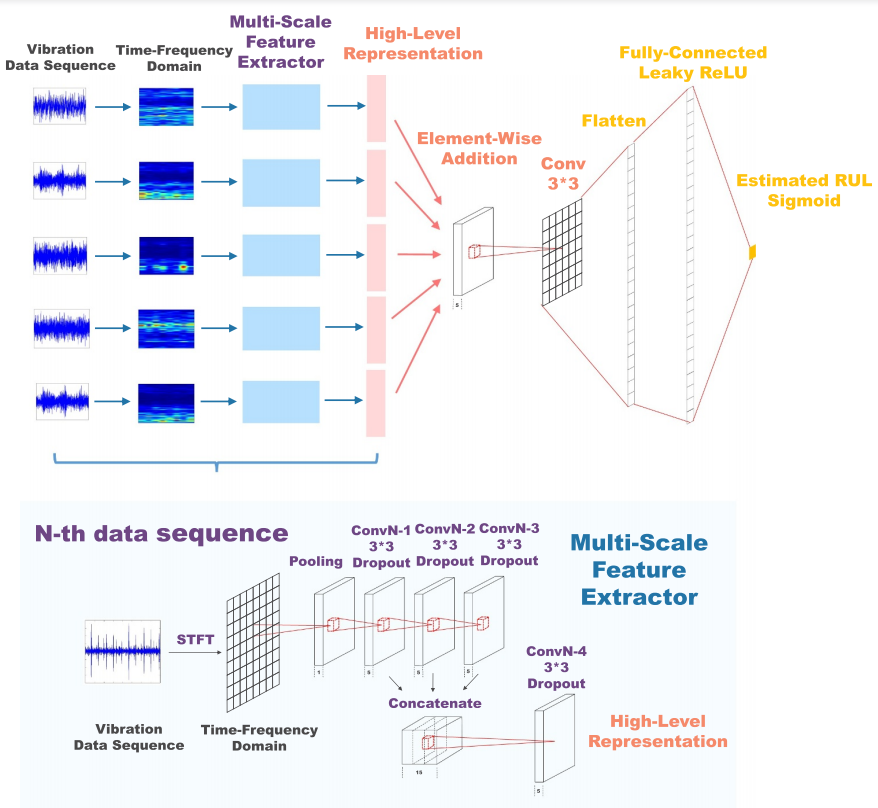 Vibration
Data Sequence
Time-Frequency
Domain
Multi-Scale
Feature
Extractor
High-Level
Representation
Element-Wise
Addition
Conv
3*3
Flatten
Fully-Connected
Leaky ReLU
Estimated RUL
Sigmoid
5
N-th data sequence
Pooling
ConvN-1
3*3
Dropout
ConvN-2
3*3
Dropout
ConvN-3
3*3
Dropout
Multi-Scale
Feature
Extractor
STFT
1
5
5
5
Concatenate
ConvN-4
3*3
Dropout
Vibration
Data Sequence
Time-Frequency
Domain
15
5
High-Level
Representation